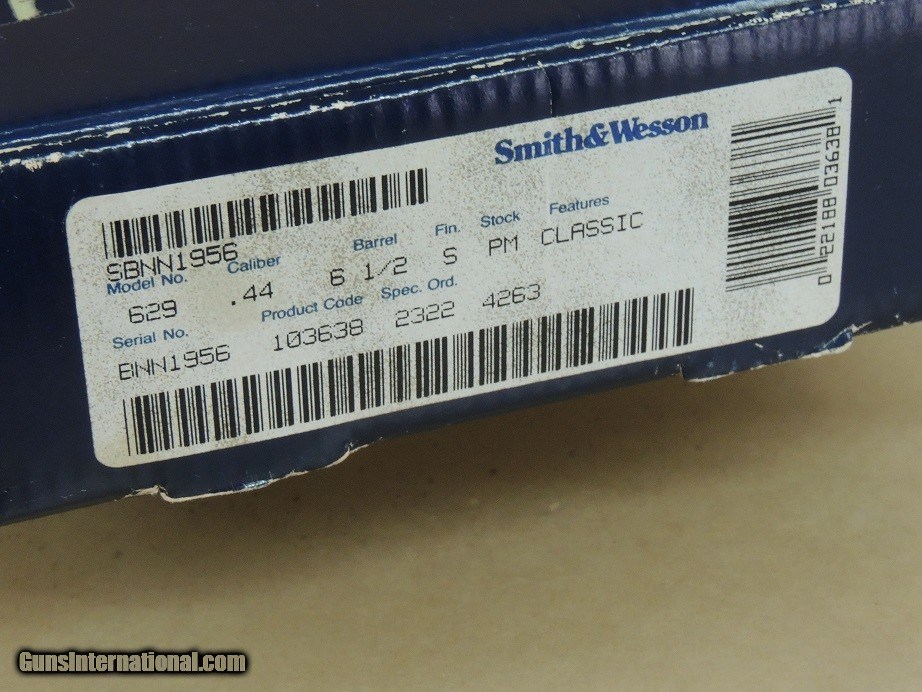 Smith&Wesson
SBNN1956
Model No. Caliber Barrel Fin. Stock Features
629 .44 6 1/2 S PM CLASSIC
Serial No. Product Code Spec. Ord.
BNN1956 103638 2322 4263
0 22188 03638 1
GunsInternational.com